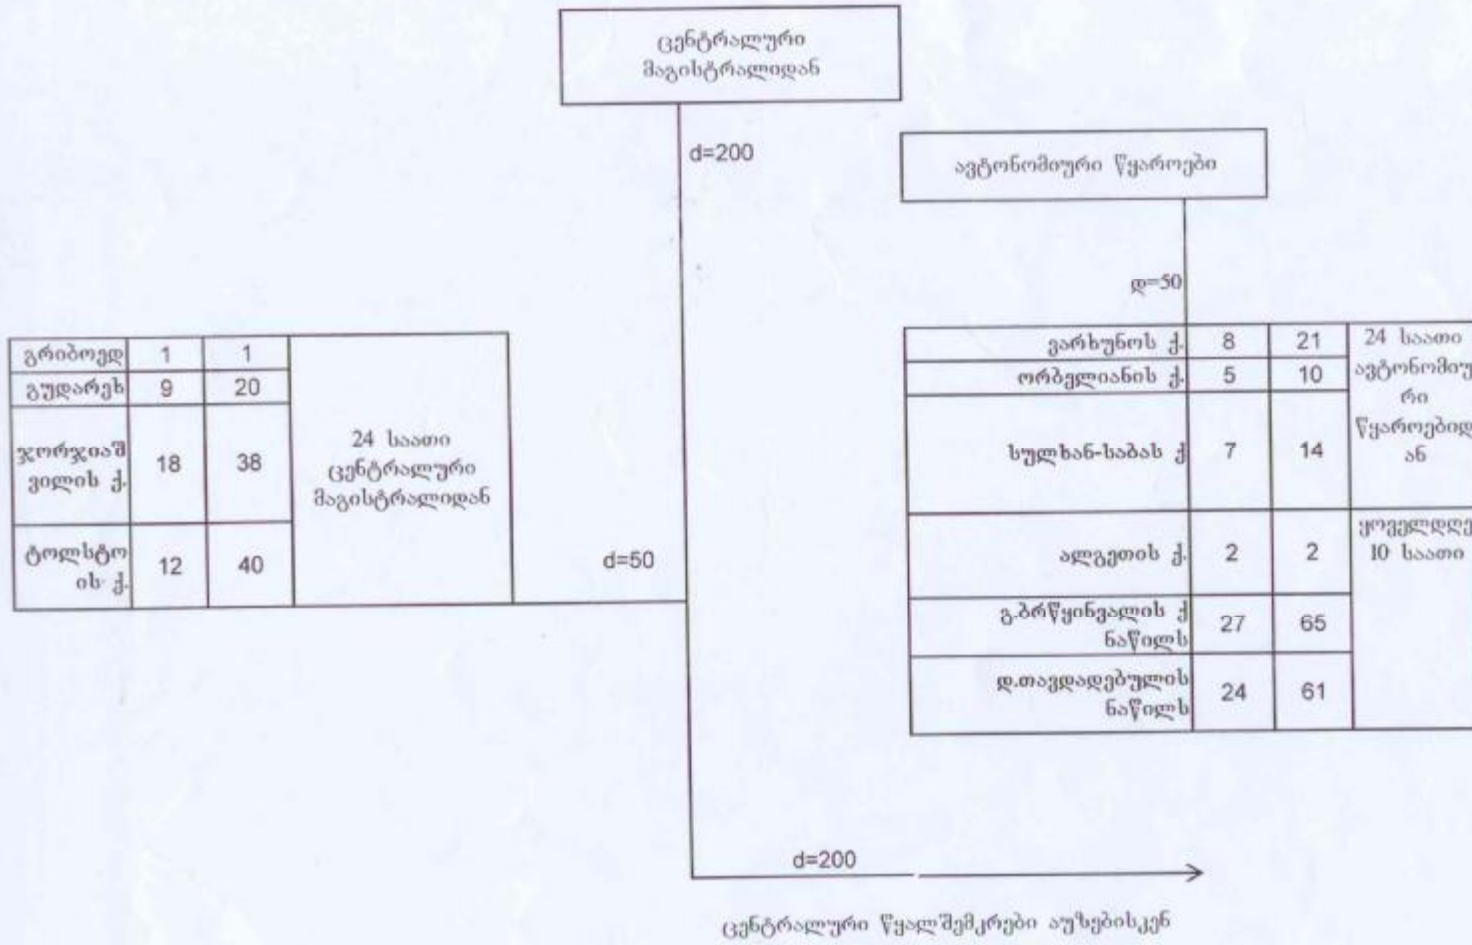 ცენტრალური
მაგისტრალიდან
d=200
ავტონომიური წყაროები
დ=50
გრიბოედ 1 1
გუდარეხ 9 20
ჯორჯიაშ
ვილის ქ. 18 38
ტოლსტო
ის ქ. 12 40
24 საათი
ცენტრალური
მაგისტრალიდან
d=50
ვარხუნოს ქ. 8 21
ორბელიანის ქ. 5 10
სულხან-საბას ქ 7 14
24 საათი
ავტონომიუ
რი
წყაროებიდ
ან
ალგეთის ქ. 2 2
გ.ბრწყინვალის ქ
ნაწილს 27 65
დ.თავდადებულის
ნაწილს 24 61
ყოველდღე
10 საათი
d=200
ცენტრალური წყალშემკრები აუზებისკენ